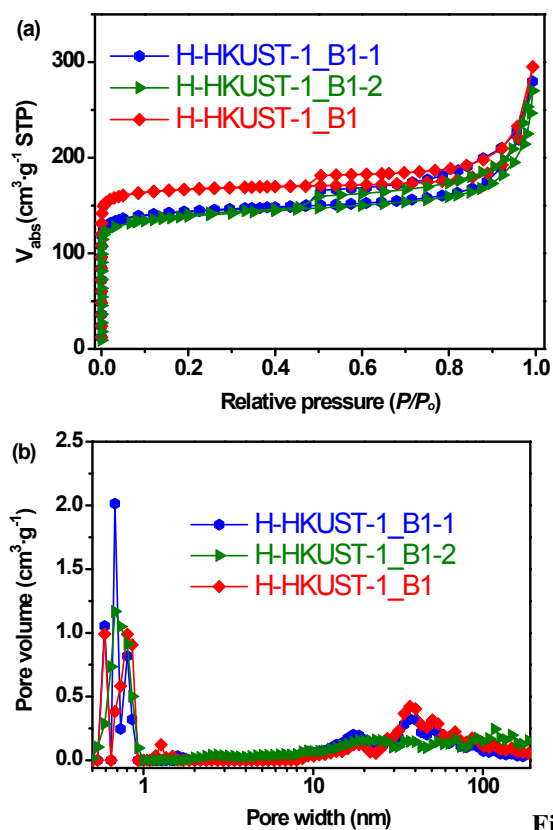 (a)
H-HKUST-1_B1-1
H-HKUST-1_B1-2
H-HKUST-1_B1
V_abs(cm³·g⁻¹ STP)
300
200
100
0
0.0 0.2 0.4 0.6 0.8 1.0
Relative pressure (P/Pₒ)
(b)
H-HKUST-1_B1-1
H-HKUST-1_B1-2
H-HKUST-1_B1
Pore volume (cm³·g⁻¹)
2.5
2.0
1.5
1.0
0.5
0.0
1 10 100
Pore width (nm)